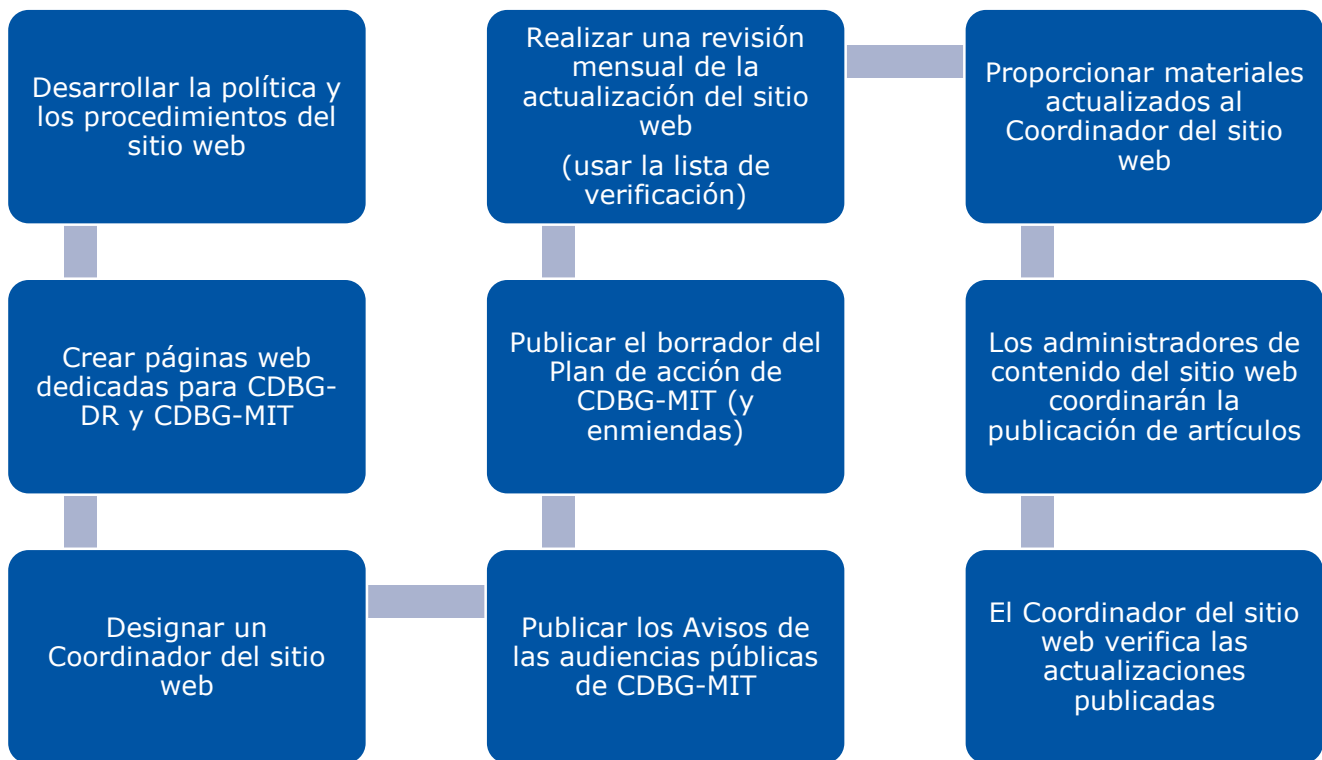 Desarrollar la política y
los procedimientos del
sitio web
Crear páginas web
dedicadas para CDBG-
DR y CDBG-MIT
Designar un
Coordinador del sitio
web
Publicar los Avisos de
las audiencias públicas
de CDBG-MIT
Publicar el borrador del
Plan de acción de
CDBG-MIT (y
enmiendas)
Realizar una revisión
mensual de la
actualización del sitio
web
(usar la lista de
verificación)
Proporcionar materiales
actualizados al
Coordinador del sitio
web
Los administradores de
contenido del sitio web
coordinarán la
publicación de artículos
El Coordinador del sitio
web verifica las
actualizaciones
publicadas